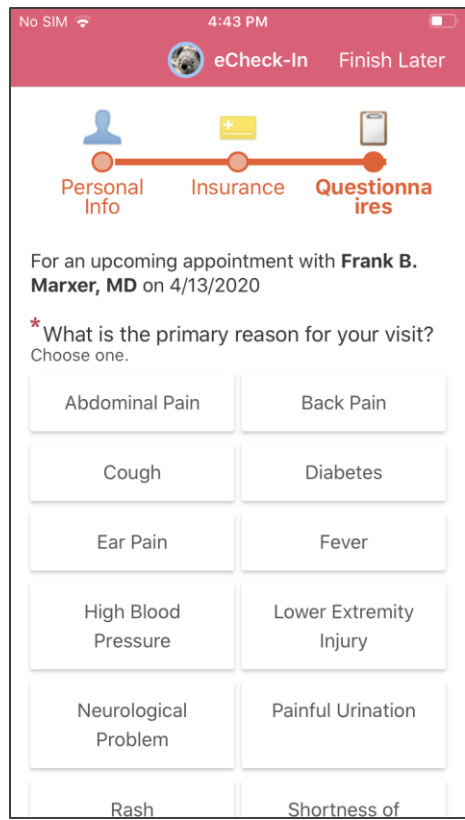 No SIM 4:43 PM
eCheck-In Finish Later
Personal Info
Insurance
Questionna
ires
For an upcoming appointment with Frank B.
Marxer, MD on 4/13/2020
*What is the primary reason for your visit?
Choose one.
Abdominal Pain
Back Pain
Cough
Diabetes
Ear Pain
Fever
High Blood
Pressure
Lower Extremity
Injury
Neurological
Problem
Painful Urination
Rash
Shortness of